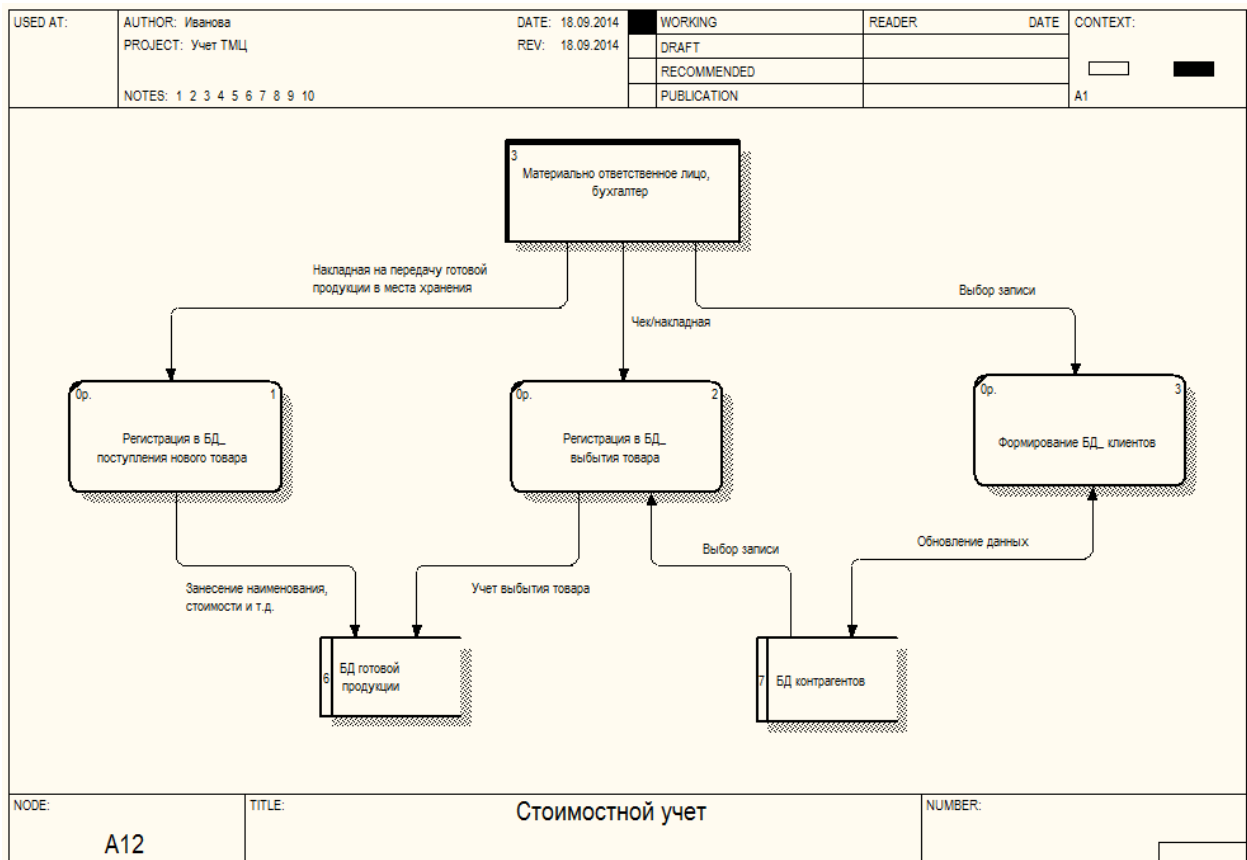 USED AT:
AUTHOR: Иванова
DATE: 18.09.2014
PROJECT: Учет ТМЦ
REV: 18.09.2014
NOTES: 1 2 3 4 5 6 7 8 9 10
WORKING
DRAFT
RECOMMENDED
PUBLICATION
READER
DATE
CONTEXT:
A1
3
Материально ответственное лицо,
бухгалтер
Накладная на передачу готовой
продукции в места хранения
Чек/накладная
Выбор записи
0р.
1
Регистрация в БД_
поступления нового товара
0р.
2
Регистрация в БД_
выбытия товара
0р.
3
Формирование БД_ клиентов
Занесение наименования,
стоимости и т.д.
Учет выбытия товара
Выбор записи
Обновление данных
6
БД готовой
продукции
7
БД контрагентов
NODE:
A12
TITLE:
Стоимостной учет
NUMBER: